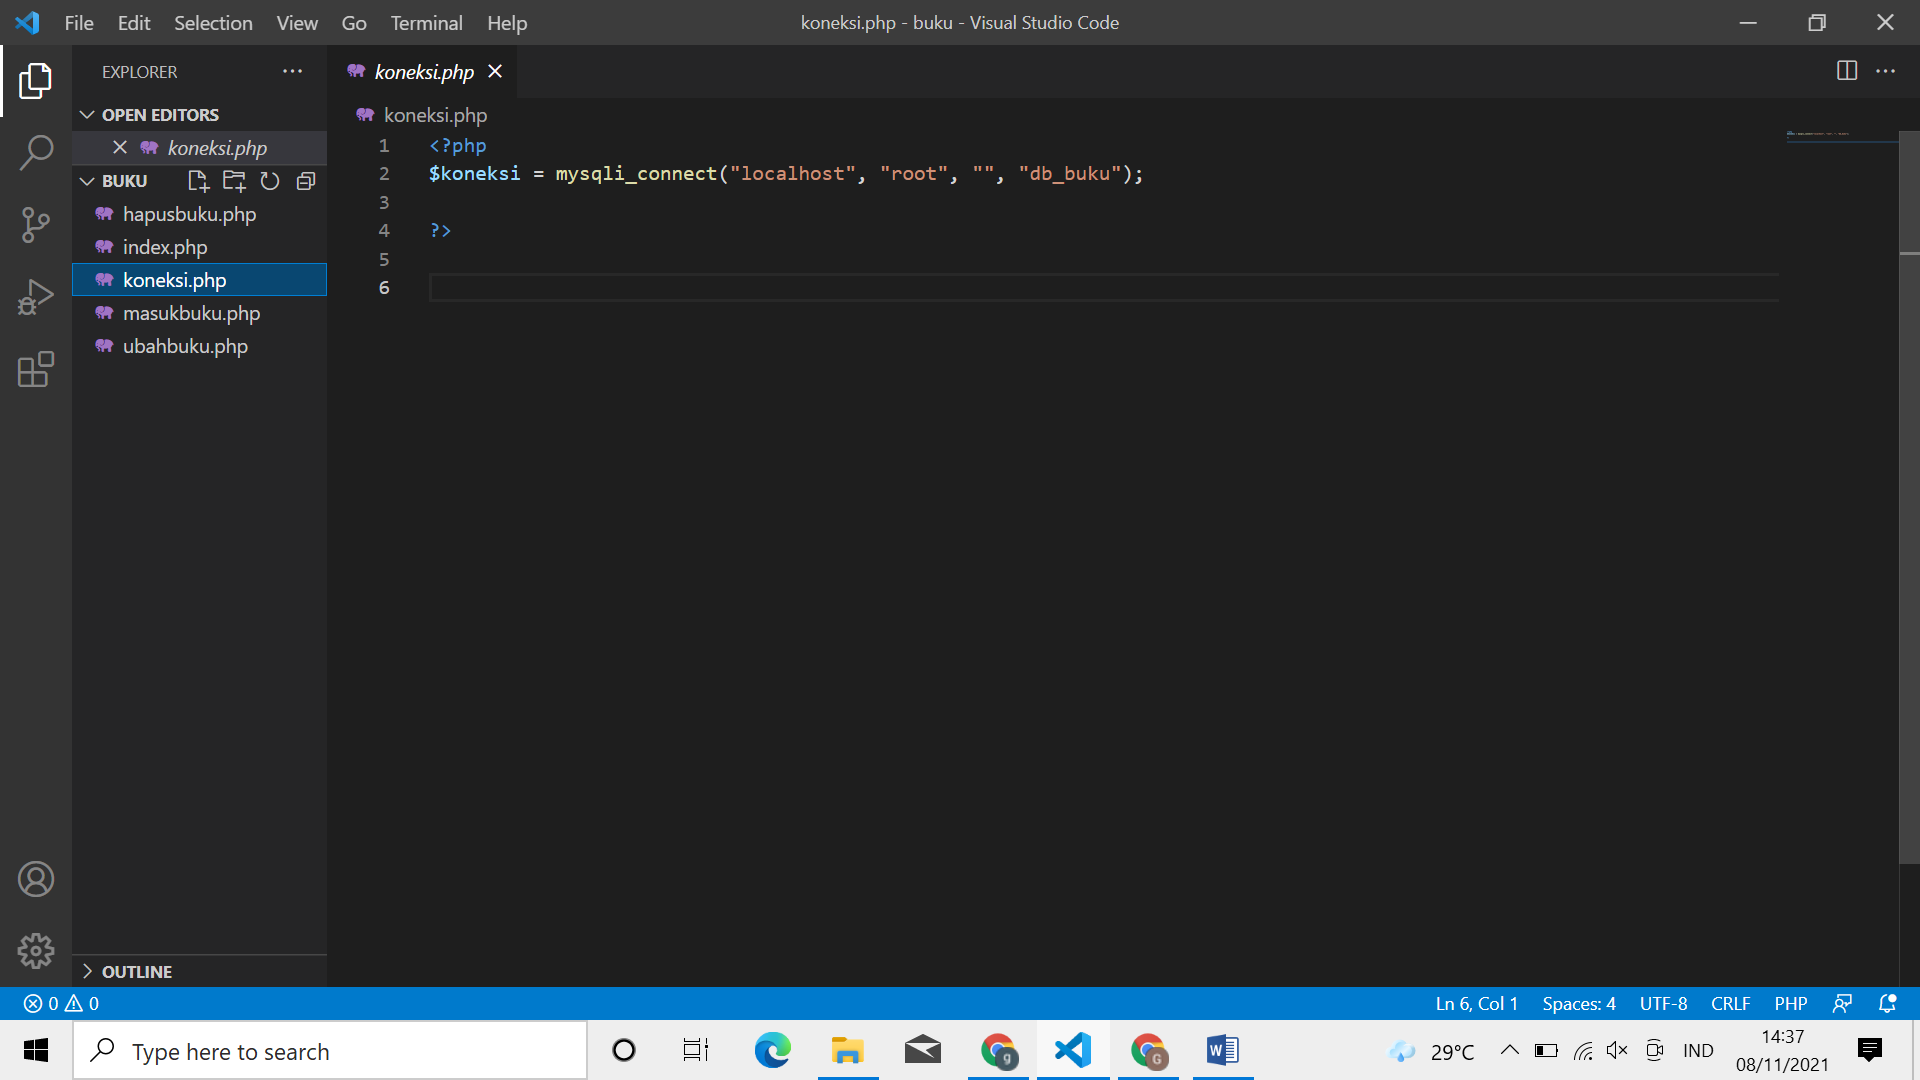 File Edit Selection View Go Terminal Help
koneksi.php - buku - Visual Studio Code
EXPLORER
OPEN EDITORS
koneksi.php
BUKU
hapusbuku.php
index.php
koneksi.php
masukbuku.php
ubahbuku.php
OUTLINE
koneksi.php
koneksi.php
1 <?php
2 $koneksi = mysqli_connect("localhost", "root", "", "db_buku");
3
4 ?>
5
6
0 0
Ln 6, Col 1 Spaces: 4 UTF-8 CRLF PHP
Type here to search
g
G
W
29°C
IND
14:37
08/11/2021